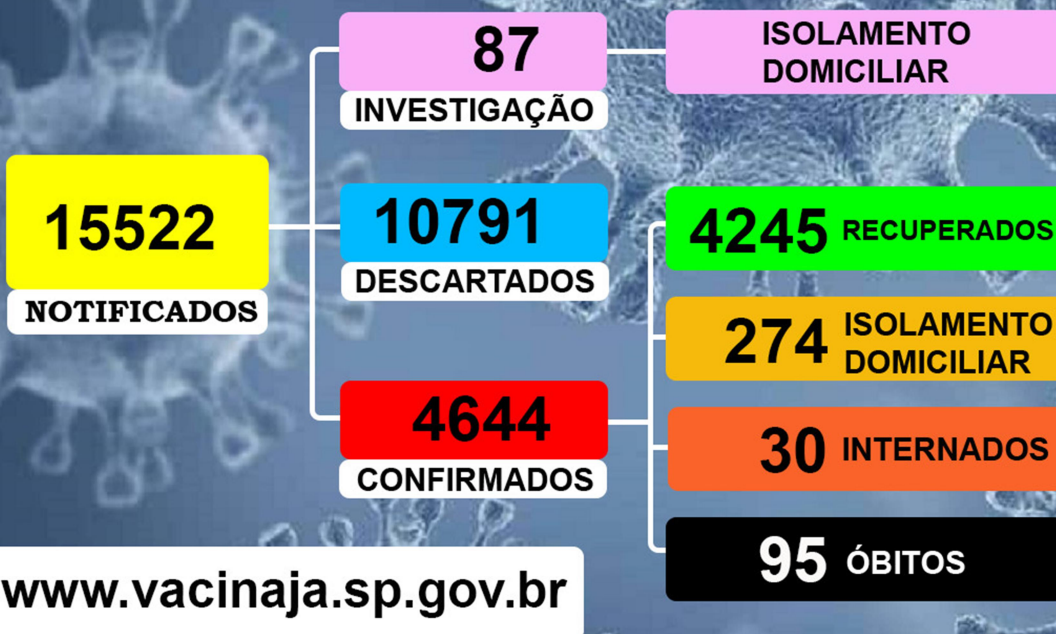 87
INVESTIGAÇÃO
ISOLAMENTO
DOMICILIAR
15522
NOTIFICADOS
10791
DESCARTADOS
4644
CONFIRMADOS
4245 RECUPERADOS
274 ISOLAMENTO
DOMICILIAR
30 INTERNADOS
95 ÓBITOS
www.vacinaja.sp.gov.br